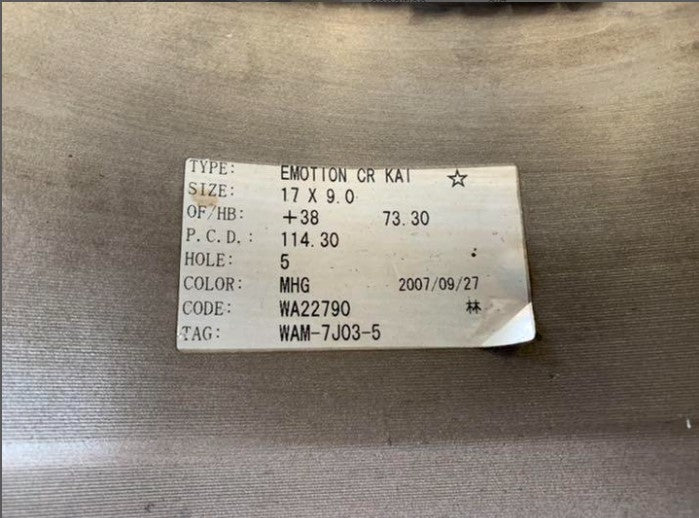 TYPE: EMOTION CR KAI ☆
SIZE: 17 X 9.0
OF/HB: +38 73.30
P.C.D.: 114.30
HOLE: 5
COLOR: MHG 2007/09/27
CODE: WA22790 林
TAG: WAM-7J03-5